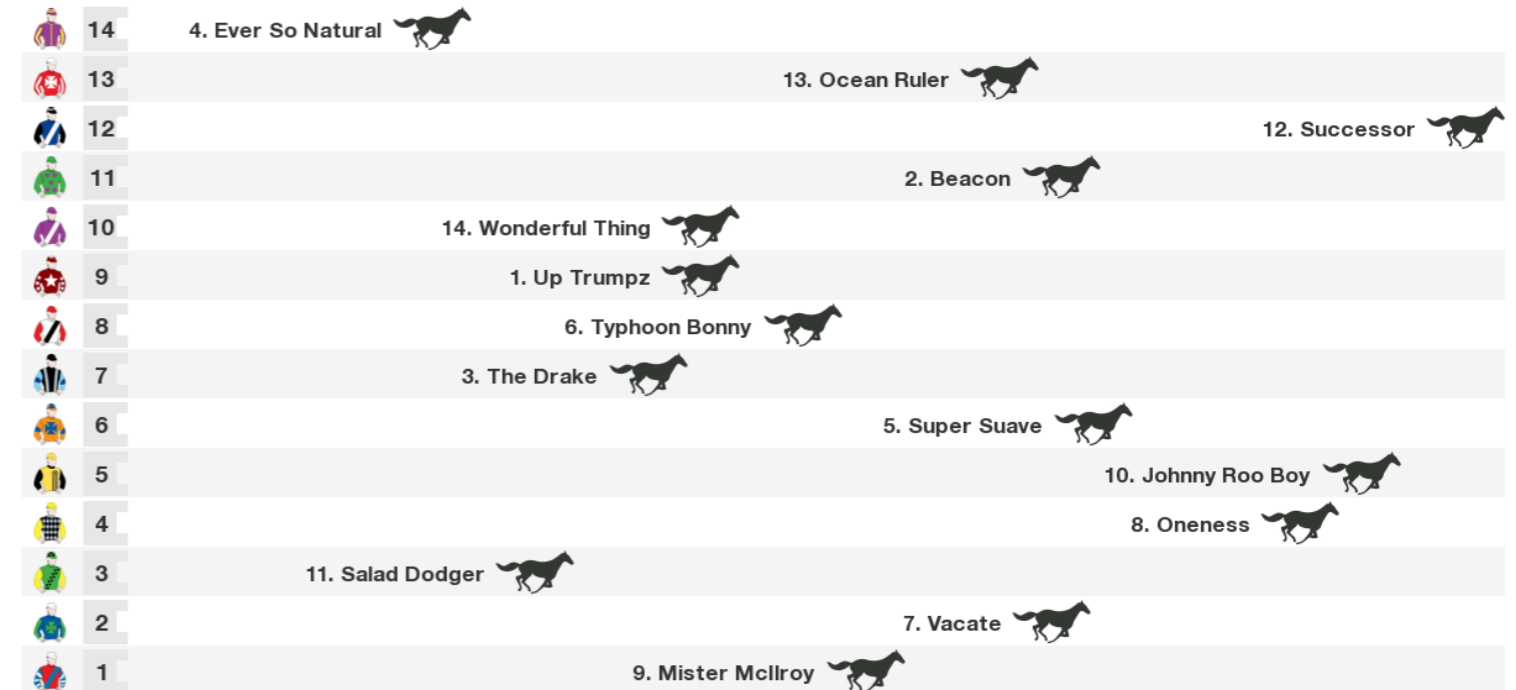 14 4. Ever So Natural
13 13. Ocean Ruler
12 12. Successor
11 2. Beacon
10 14. Wonderful Thing
9 1. Up Trumpz
8 6. Typhoon Bonny
7 3. The Drake
6 5. Super Suave
5 10. Johnny Roo Boy
4 8. Oneness
3 11. Salad Dodger
2 7. Vacate
1 9. Mister McIlroy